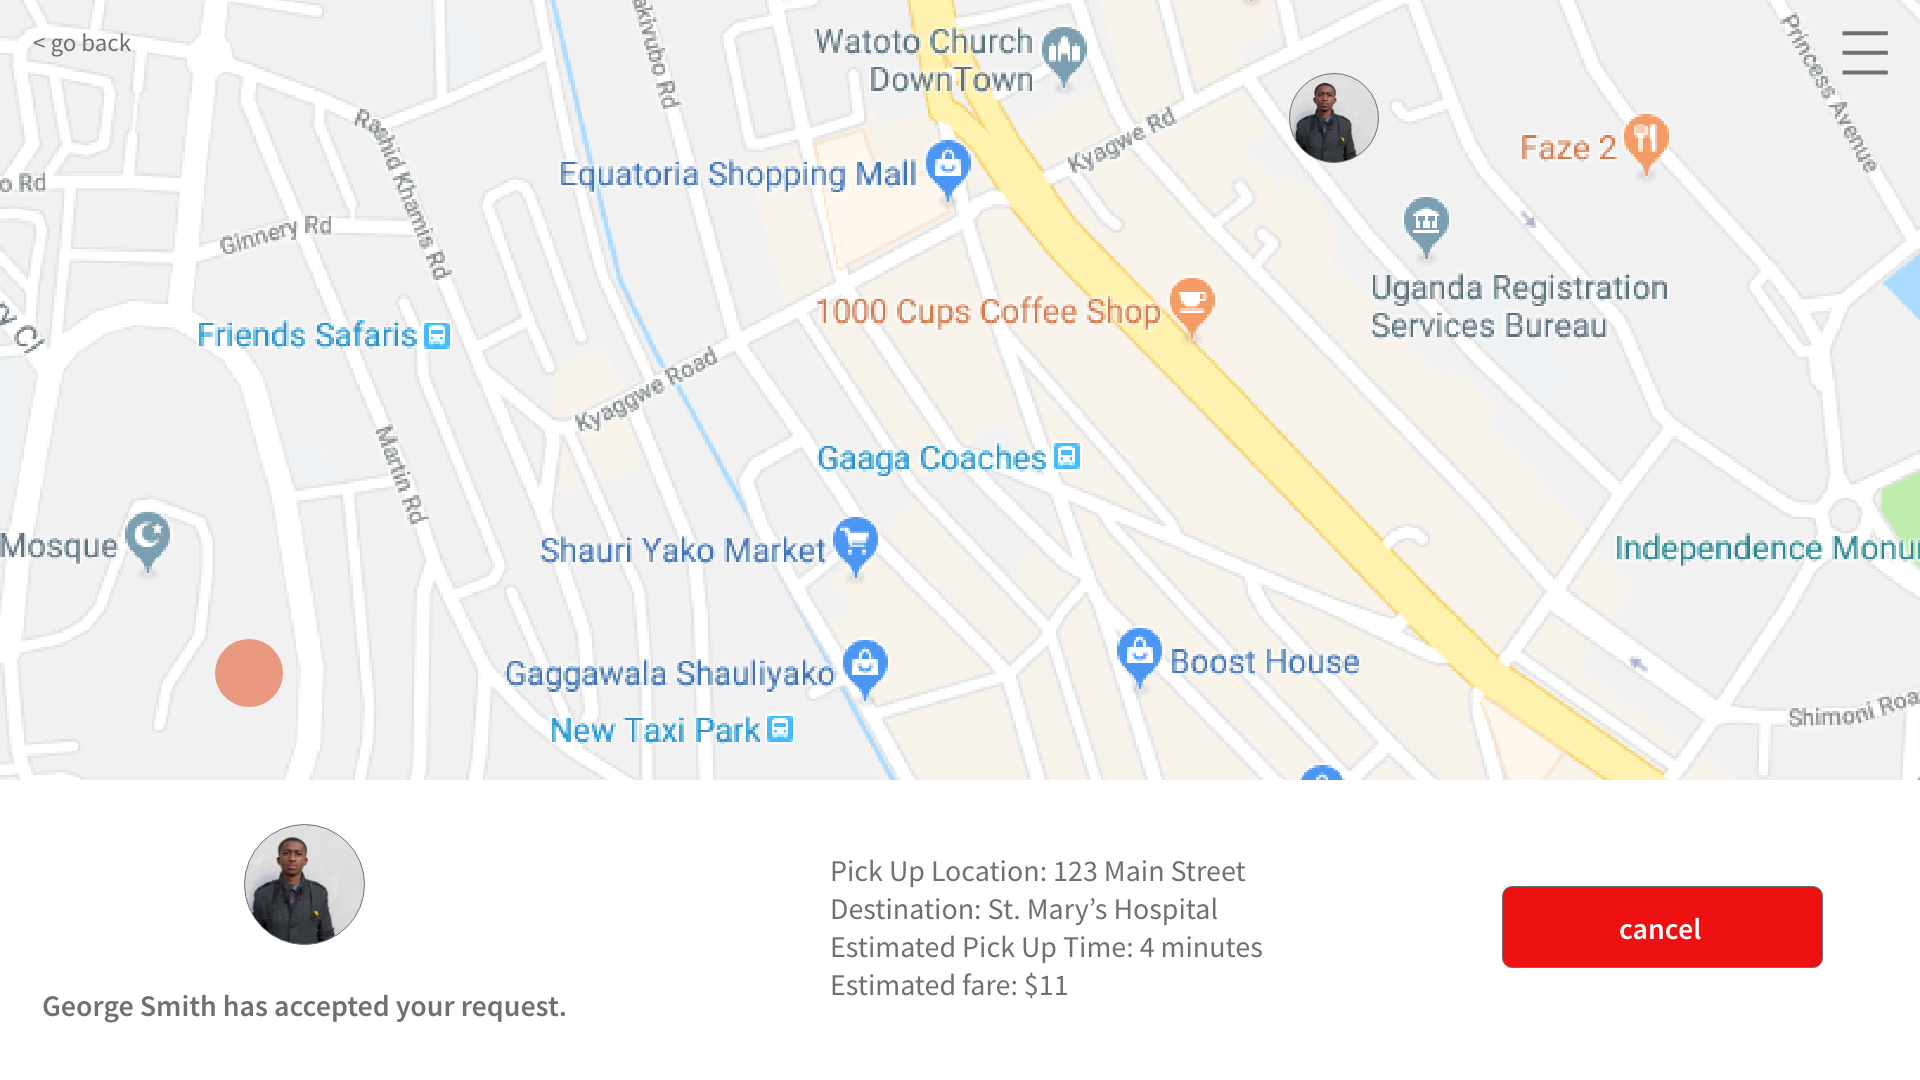 < go back
akivubo Rd
Watoto Church
DownTown
Princess Avenue
Rashid Khamis Rd
Kyagwe Rd
Faze 2
Equatoria Shopping Mall
o Rd
Ginnery Rd
Uganda Registration
Services Bureau
1000 Cups Coffee Shop
ry Cl
Friends Safaris
Kyaggwe Road
Martin Rd
Gaaga Coaches
Mosque
Shauri Yako Market
Independence Monu
Boost House
Gaggawala Shauliyako
New Taxi Park
Shimoni Roa
Pick Up Location: 123 Main Street
Destination: St. Mary’s Hospital
Estimated Pick Up Time: 4 minutes
Estimated fare: $11
cancel
George Smith has accepted your request.